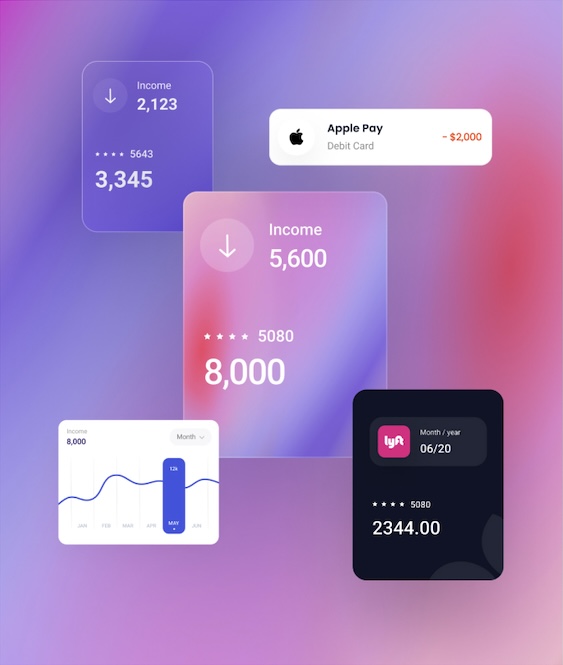 Income
2,123
★ ★ ★ ★ 5643
3,345
Apple Pay
Debit Card
- $2,000
Income
5,600
★ ★ ★ ★ 5080
8,000
Income
8,000
Month
12k
JAN FEB MAR APR MAY JUN
lyft
Month / year
06/20
★ ★ ★ ★ 5080
2344.00